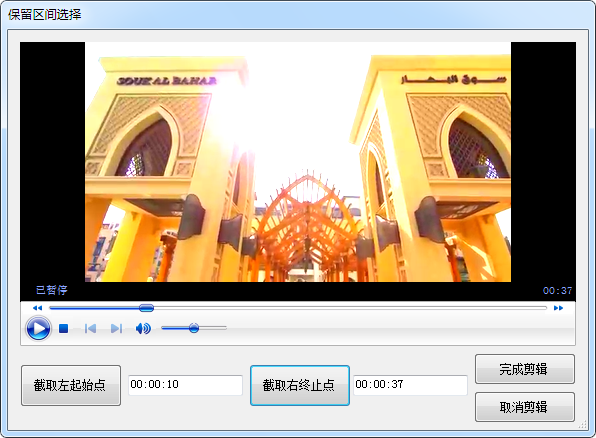 保留区间选择
SOUK AL BAHAR
سوق البحار
已暂停
00:37
截取左起始点
00:00:10
截取右终止点
00:00:37
完成剪辑
取消剪辑